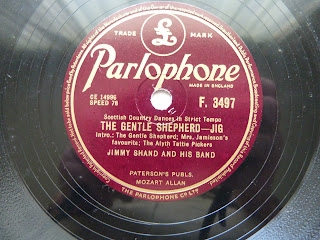 TRADE MARK
Parlophone
MADE IN ENGLAND
CE 14996
SPEED 78
F. 3497
Scottish Country Dances in Strict Tempo
THE GENTLE SHEPHERD—JIG
Intro.: The Gentle Shepherd; Mrs. Jamieson's
favourite; The Alyth Tattie Pickers
JIMMY SHAND AND HIS BAND
PATERSON'S PUBLS.
MOZART ALLAN
THE PARLOPHONE CO LTD